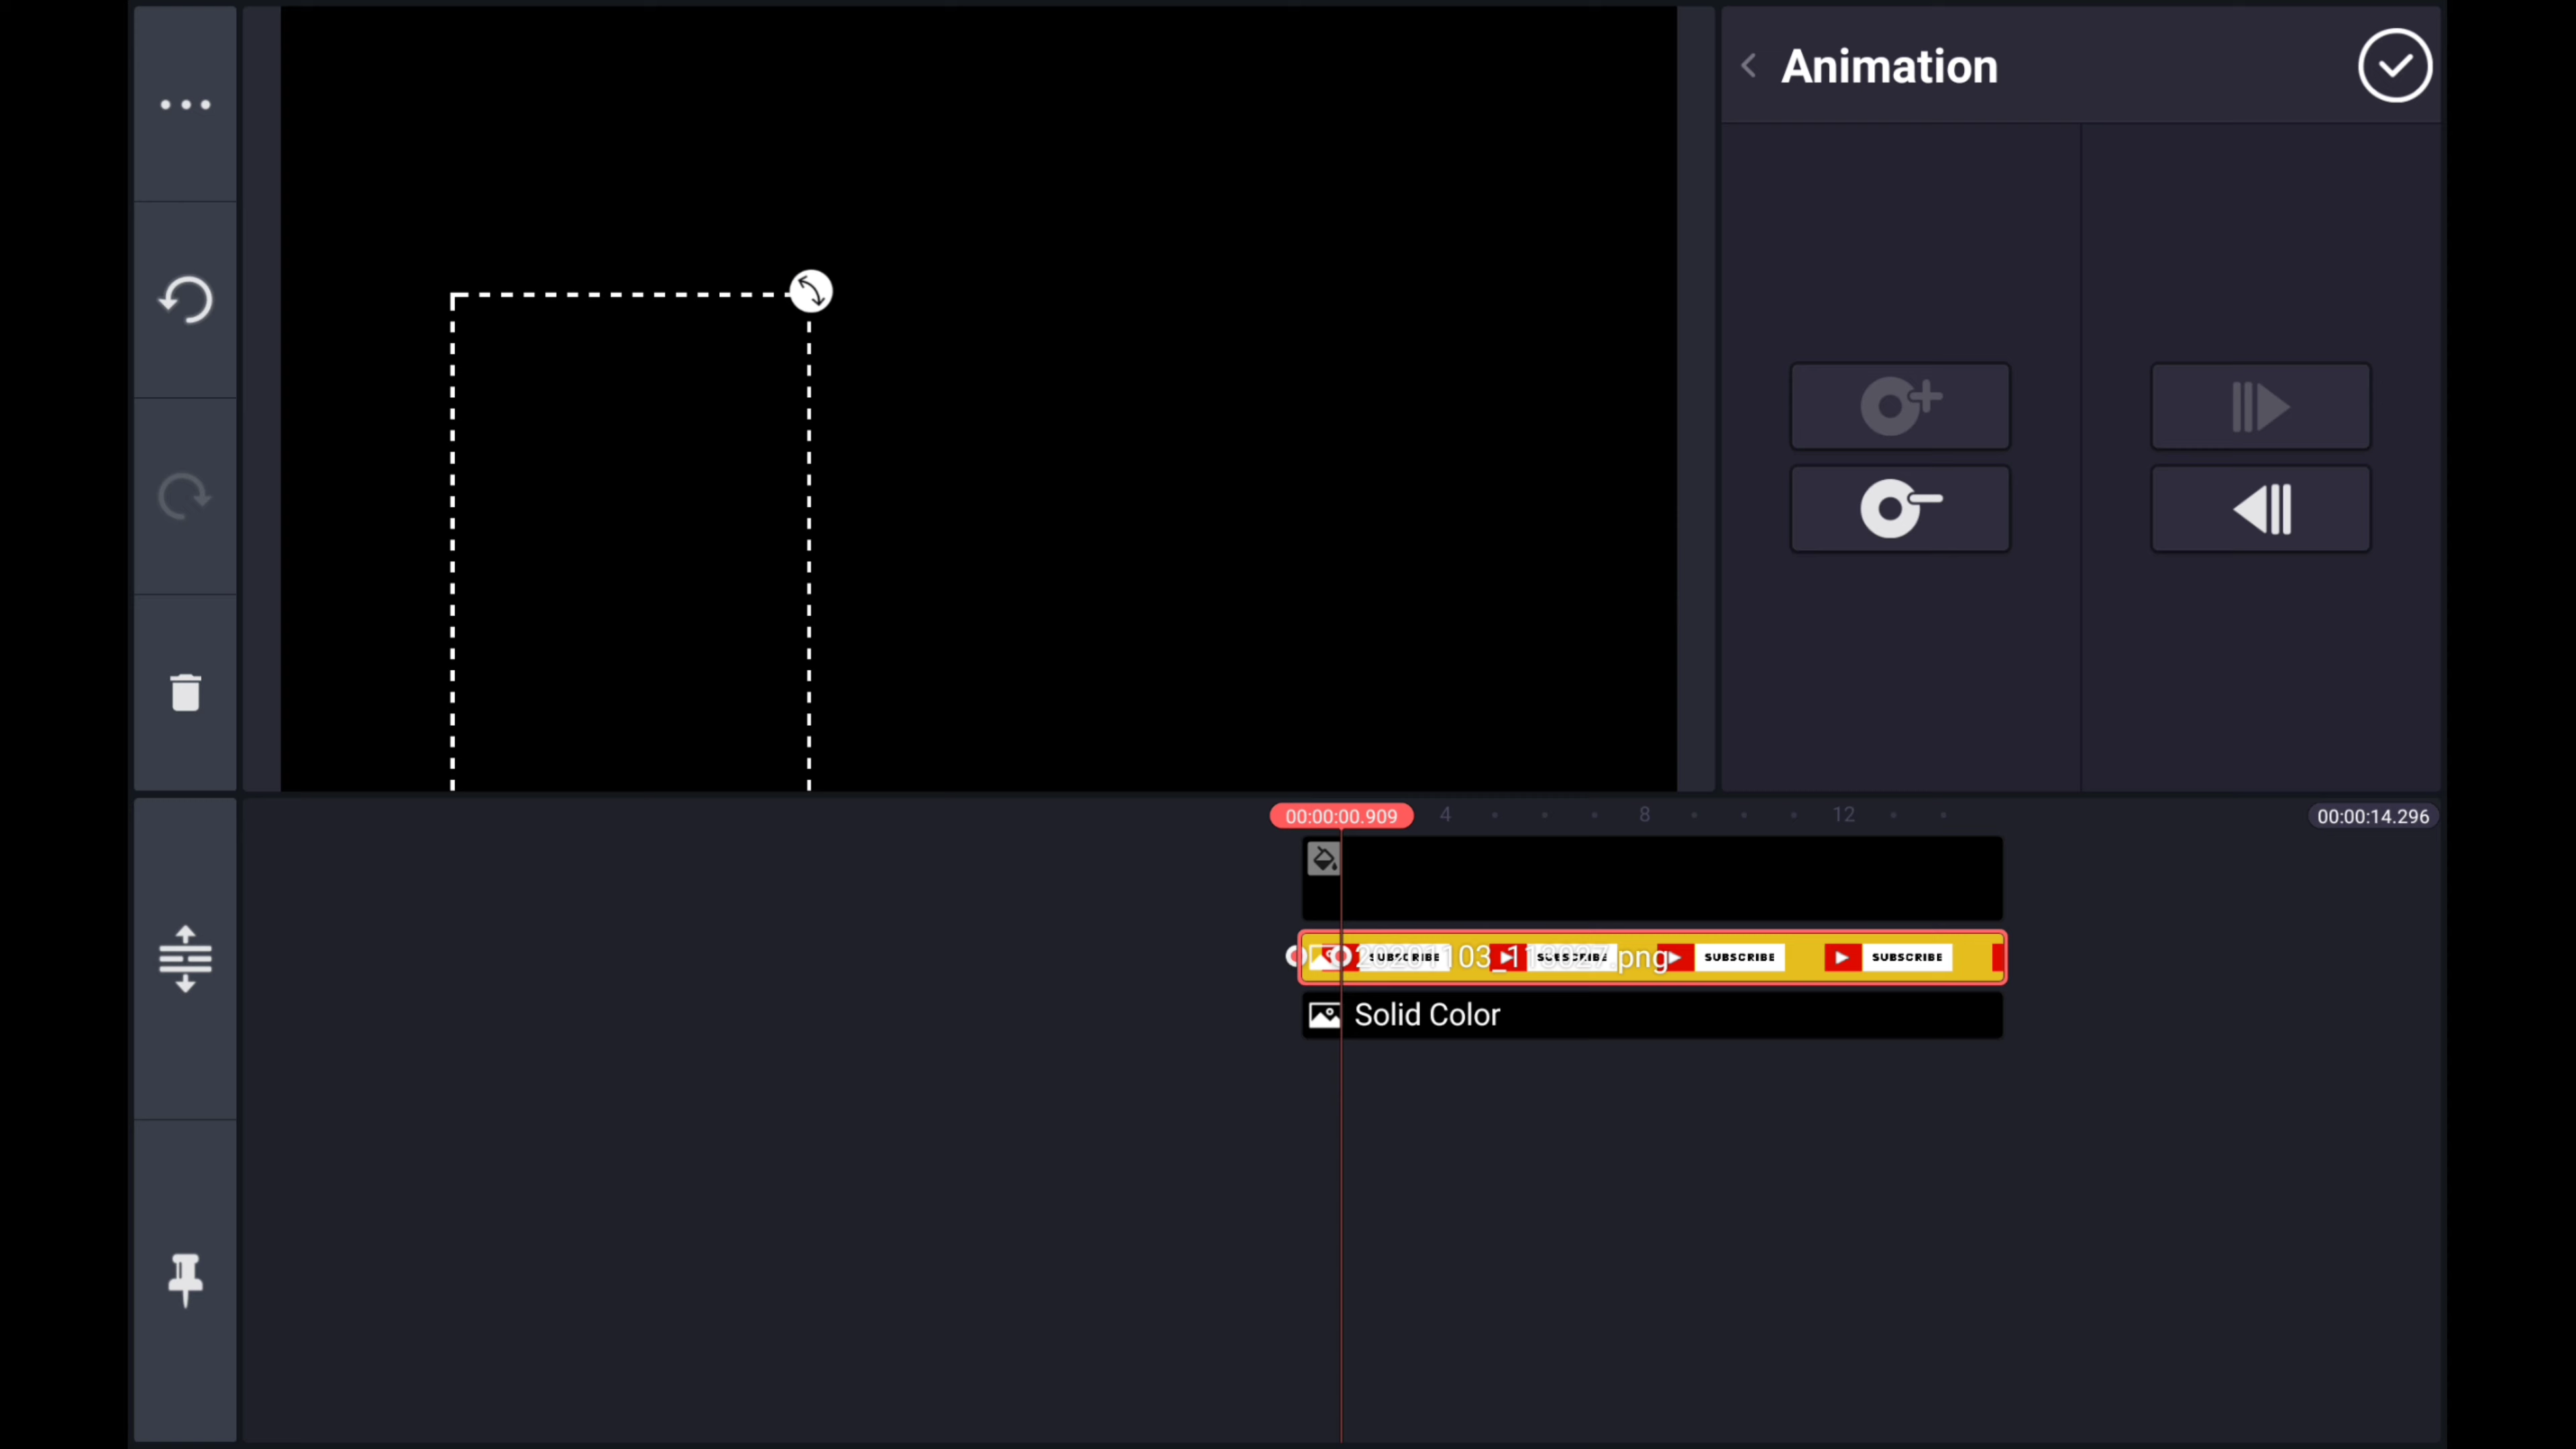 Animation
00:00:00.909
4
8
12
00:00:14.296
20201103_113327.png
SUBSCRIBE
SUBSCRIBE
SUBSCRIBE
SUBSCRIBE
Solid Color